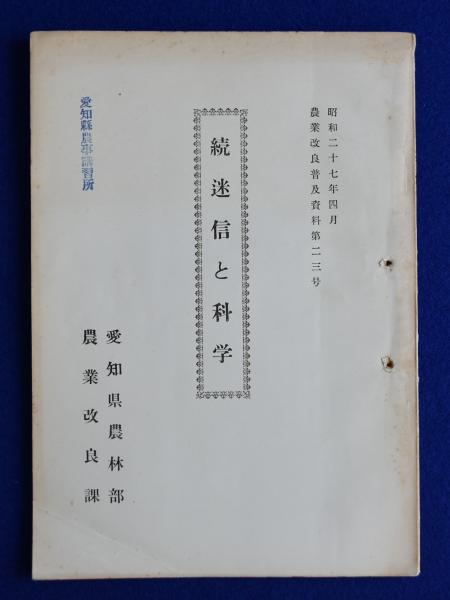 昭和二十七年四月
農業改良普及資料第二三号
続迷信と科学
愛知県農林部
農業改良課
愛知縣農事講習所